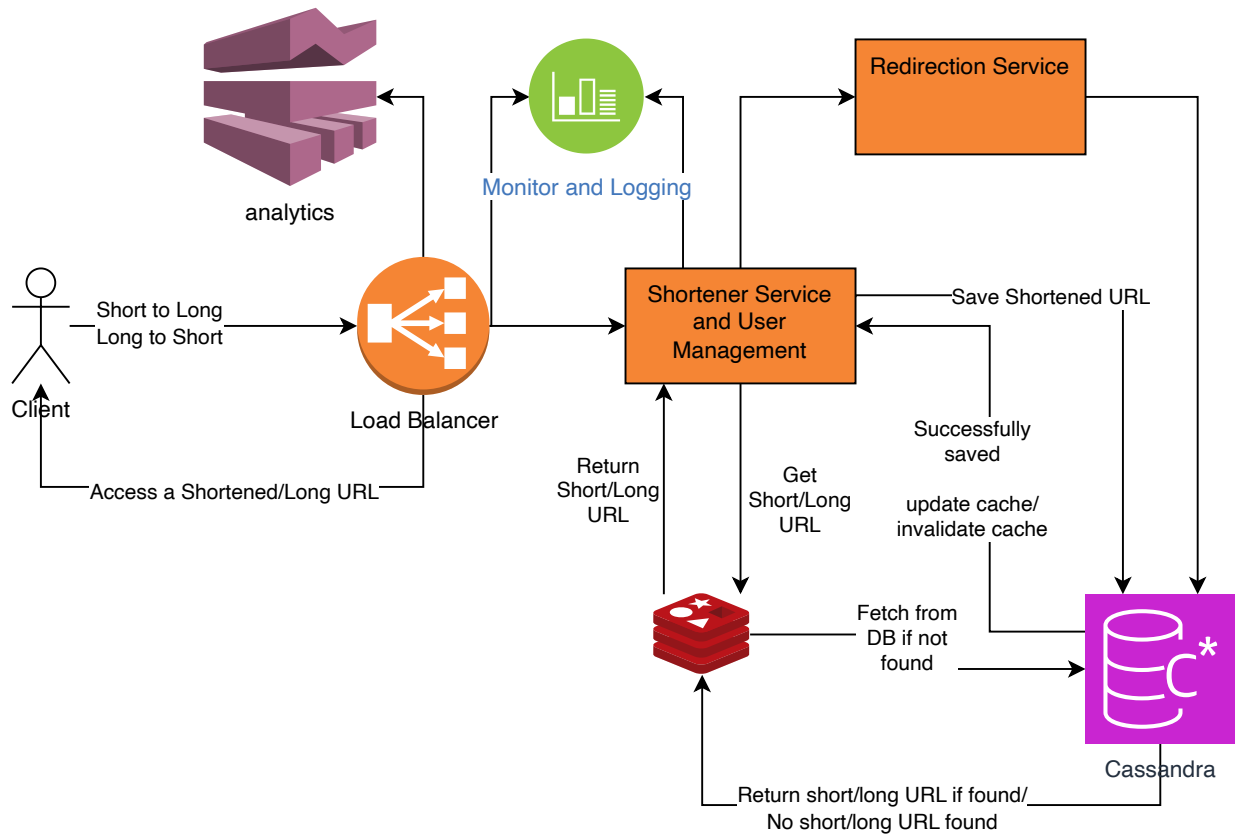 Redirection Service
Monitor and Logging
analytics
Shortener Service
and User
Management
Save Shortened URL
Short to Long
Long to Short
Client
Load Balancer
Successfully
saved
Return
Short/Long
URL
Get
Short/Long
URL
Access a Shortened/Long URL
update cache/
invalidate cache
Fetch from
DB if not
found
C*
Cassandra
Return short/long URL if found/
No short/long URL found